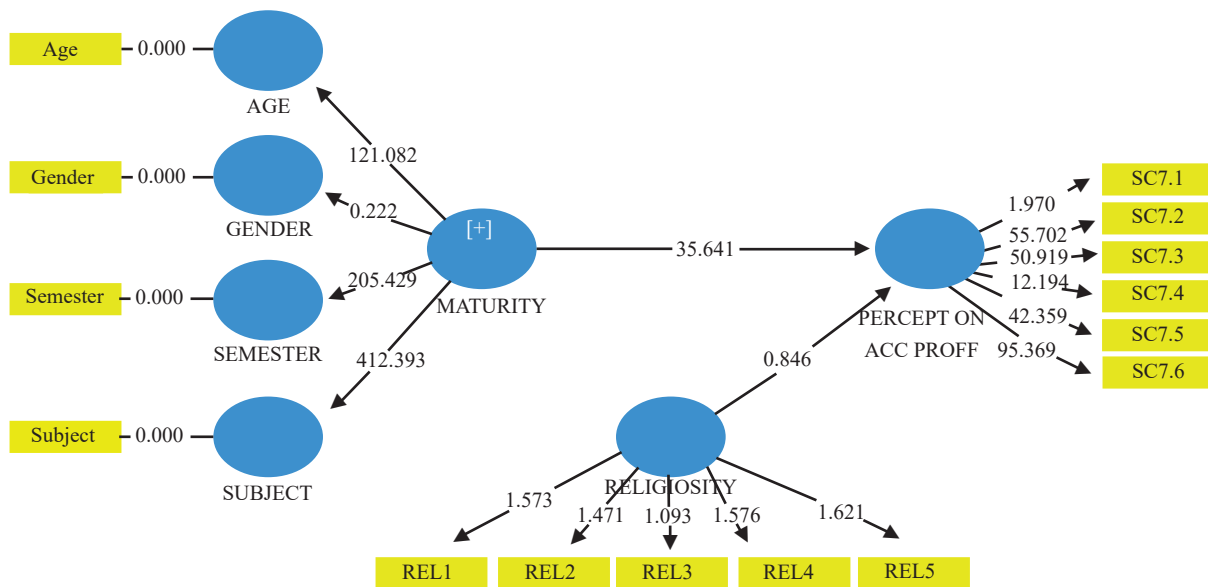 Age
0.000
AGE
121.082
Gender
0.000
GENDER
0.222
[+]
MATURITY
35.641
Semester
0.000
SEMESTER
205.429
Subject
0.000
SUBJECT
412.393
PERCEPT ON
ACC PROFF
1.970
SC7.1
55.702
SC7.2
50.919
SC7.3
12.194
SC7.4
42.359
SC7.5
95.369
SC7.6
0.846
RELIGIOSITY
1.573
1.471
1.093
1.576
1.621
REL1
REL2
REL3
REL4
REL5